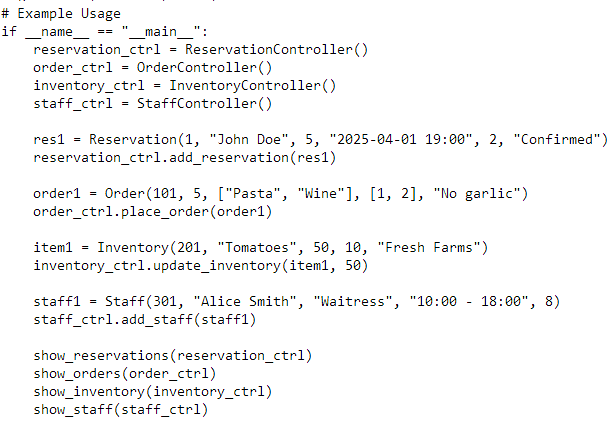 # Example Usage
if __name__ == "__main__":
    reservation_ctrl = ReservationController()
    order_ctrl = OrderController()
    inventory_ctrl = InventoryController()
    staff_ctrl = StaffController()

    res1 = Reservation(1, "John Doe", 5, "2025-04-01 19:00", 2, "Confirmed")
    reservation_ctrl.add_reservation(res1)

    order1 = Order(101, 5, ["Pasta", "Wine"], [1, 2], "No garlic")
    order_ctrl.place_order(order1)

    item1 = Inventory(201, "Tomatoes", 50, 10, "Fresh Farms")
    inventory_ctrl.update_inventory(item1, 50)

    staff1 = Staff(301, "Alice Smith", "Waitress", "10:00 - 18:00", 8)
    staff_ctrl.add_staff(staff1)

    show_reservations(reservation_ctrl)
    show_orders(order_ctrl)
    show_inventory(inventory_ctrl)
    show_staff(staff_ctrl)